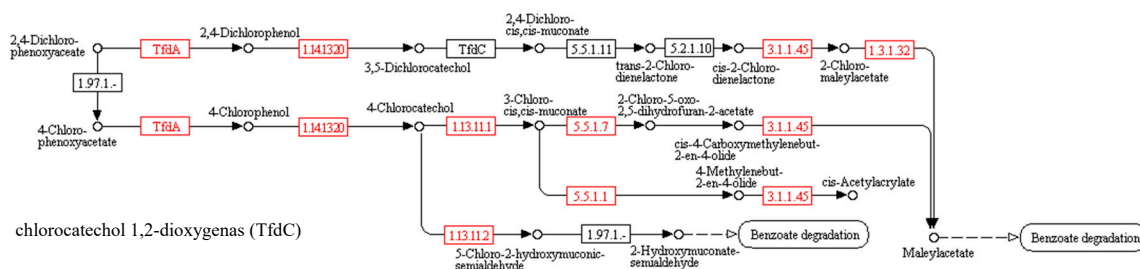 2,4-Dichloro-
phenoxyaceate
TfdA
2,4-Dichlorophenol
1.14.13.20
3,5-Dichlorocatechol
TfdC
2,4-Dichloro-
cis,cis-muconate
5.5.1.11
trans-2-Chloro-
dienelactone
5.2.1.10
cis-2-Chloro-
dienelactone
3.1.1.45
2-Chloro-
maleylacetate
1.3.1.32
1.97.1.-
4-Chloro-
phenoxyacetate
TfdA
4-Chlorophenol
1.14.13.20
4-Chlorocatechol
1.13.11.1
3-Chloro-
cis,cis-muconate
5.5.1.7
2-Chloro-5-oxo-
2,5-dihydrofuran-2-acetate
cis-4-Carboxymethylenebut-
2-en-4-olide
3.1.1.45
5.5.1.1
4-Methylenebut-
2-en-4-olide
3.1.1.45
cis-Acetylacrylate
chlorocatechol 1,2-dioxygenas (TfdC)
1.13.11.2
5-Chloro-2-hydroxymuconic-
semialdehyde
1.97.1.-
2-Hydroxymuconate-
semialdehyde
Benzoate degradation
Maleylacetate
Benzoate degradation